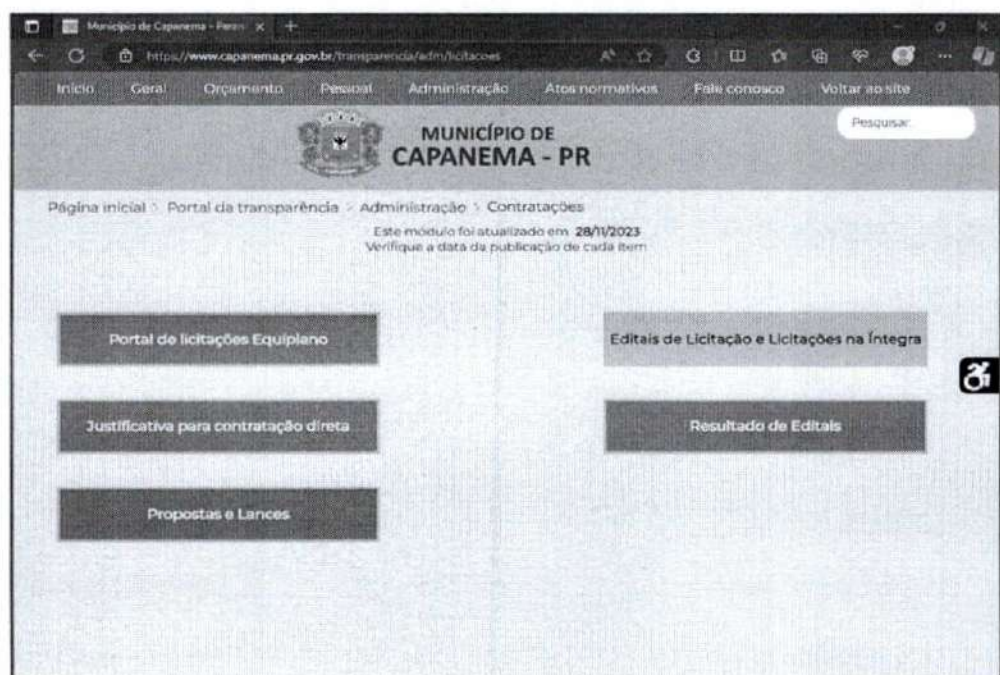 Município de Capanema - Paran
https://www.capanema.pr.gov.br/transparencia/adm/licitacoes
Início Geral Orçamento Pessoal Administração Atos normativos Fale conosco Voltar ao site
Pesquisar...
MUNICÍPIO DE
CAPANEMA - PR
Página inicial > Portal da transparência > Administração > Contratações
Este módulo foi atualizado em 28/11/2023
Verifique a data da publicação de cada item
Portal de licitações Equiplano
Editais de Licitação e Licitações na Íntegra
Justificativa para contratação direta
Resultado de Editais
Propostas e Lances